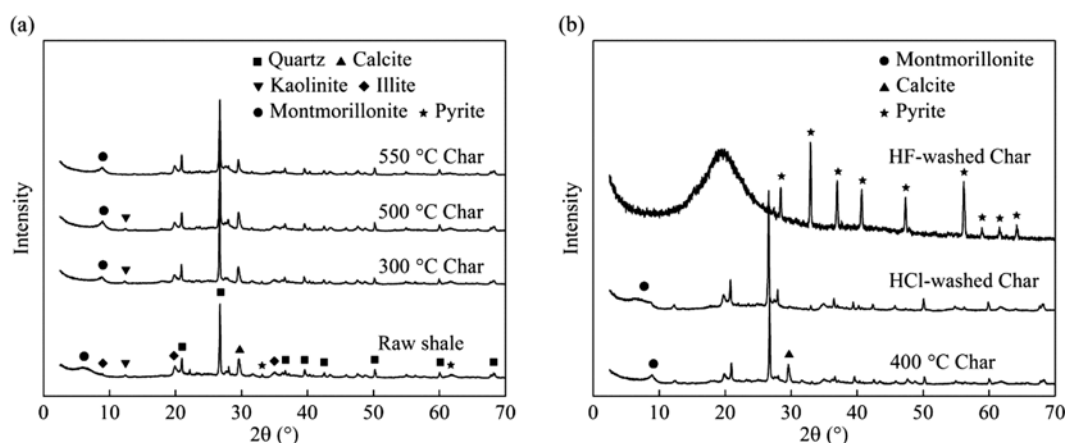 (a)
■ Quartz ▲ Calcite
▼ Kaolinite ◆ Illite
● Montmorillonite ★ Pyrite
550 °C Char
500 °C Char
300 °C Char
Raw shale
Intensity
0 10 20 30 40 50 60 70
2θ (°)
(b)
● Montmorillonite
▲ Calcite
★ Pyrite
HF-washed Char
HCl-washed Char
400 °C Char
Intensity
0 10 20 30 40 50 60 70
2θ (°)